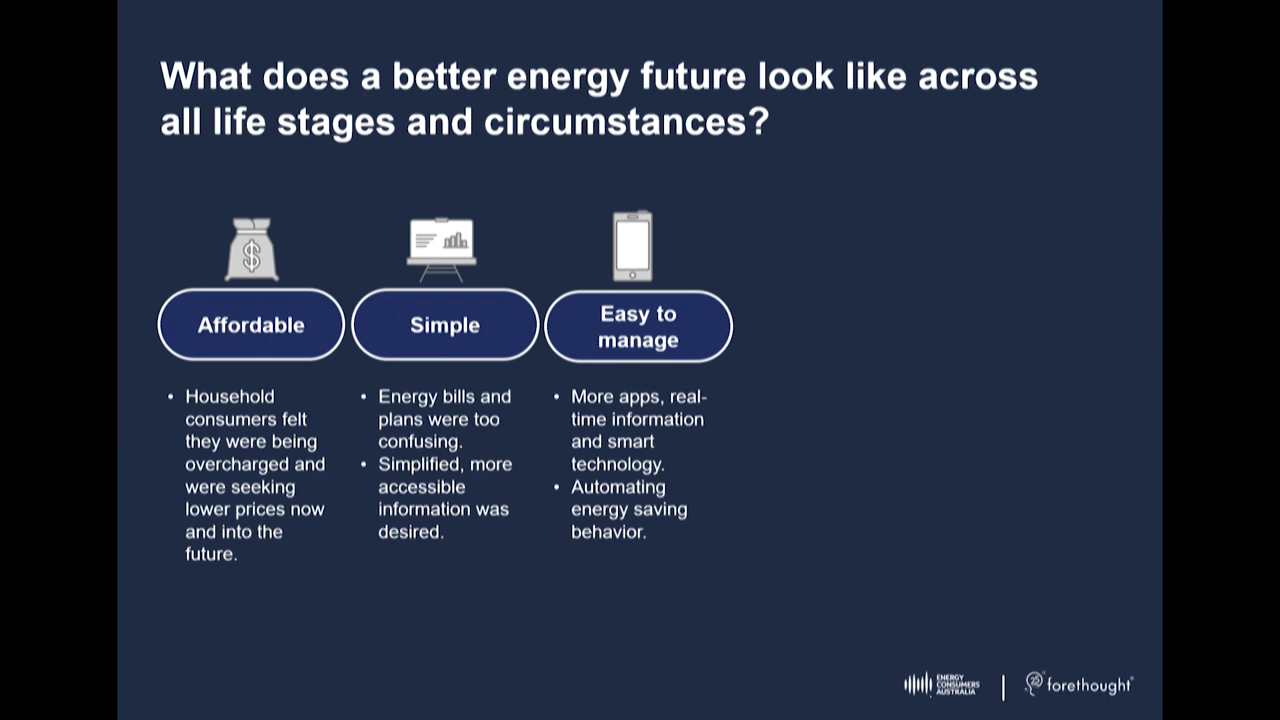 What does a better energy future look like across
all life stages and circumstances?
$
Affordable
Simple
Easy to
manage
• Household
consumers felt
they were being
overcharged and
were seeking
lower prices now
and into the
future.
• Energy bills and
plans were too
confusing.
• Simplified, more
accessible
information was
desired.
• More apps, real-
time information
and smart
technology.
• Automating
energy saving
behavior.
ENERGY
CONSUMERS
AUSTRALIA
forethought